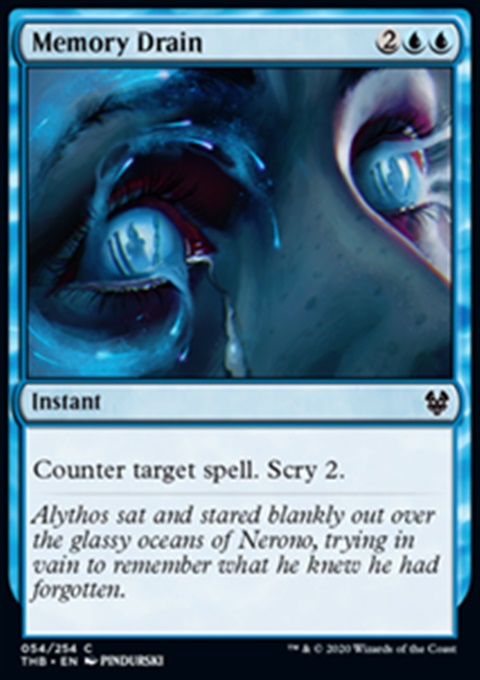 Memory Drain 2
Instant
Counter target spell. Scry 2.
Alythos sat and stared blankly out over
the glassy oceans of Nerono, trying in
vain to remember what he knew he had
forgotten.
054/254 C
™ & © 2020 Wizards of the Coast
THB • EN PINDURSKI